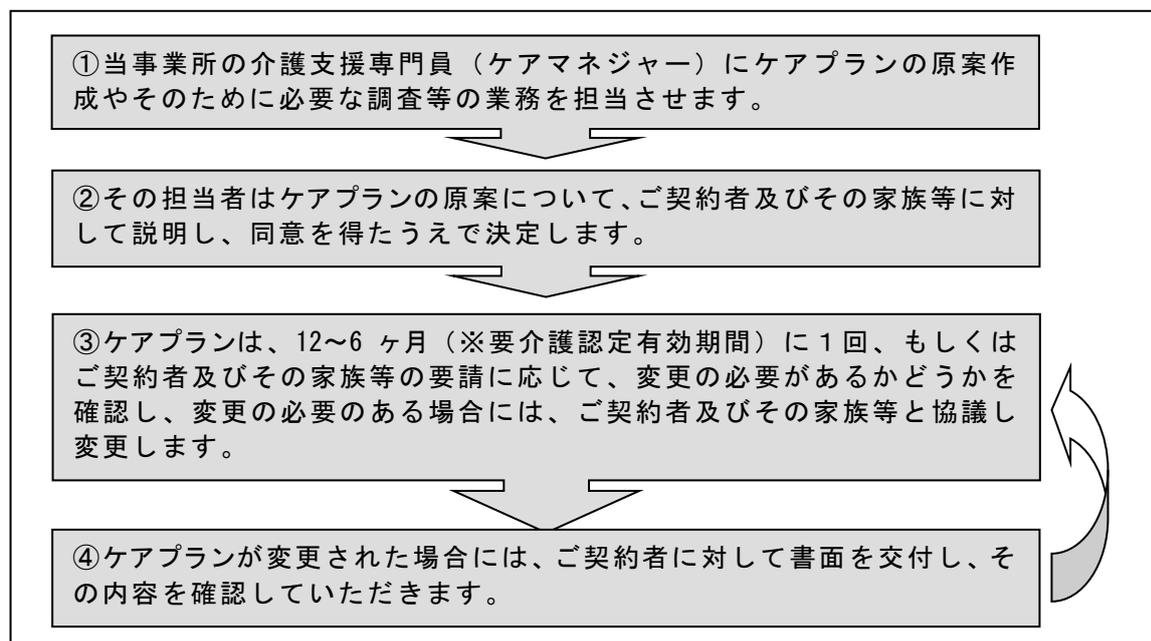 ①当事業所の介護支援専門員（ケアマネジャー）にケアプランの原案作
成やそのために必要な調査等の業務を担当させます。
②その担当者はケアプランの原案について、ご契約者及びその家族等に対
して説明し、同意を得たうえで決定します。
③ケアプランは、12～6 ヶ月（※要介護認定有効期間）に１回、もしくは
ご契約者及びその家族等の要請に応じて、変更の必要があるかどうかを
確認し、変更の必要のある場合には、ご契約者及びその家族等と協議し
変更します。
④ケアプランが変更された場合には、ご契約者に対して書面を交付し、そ
の内容を確認していただきます。